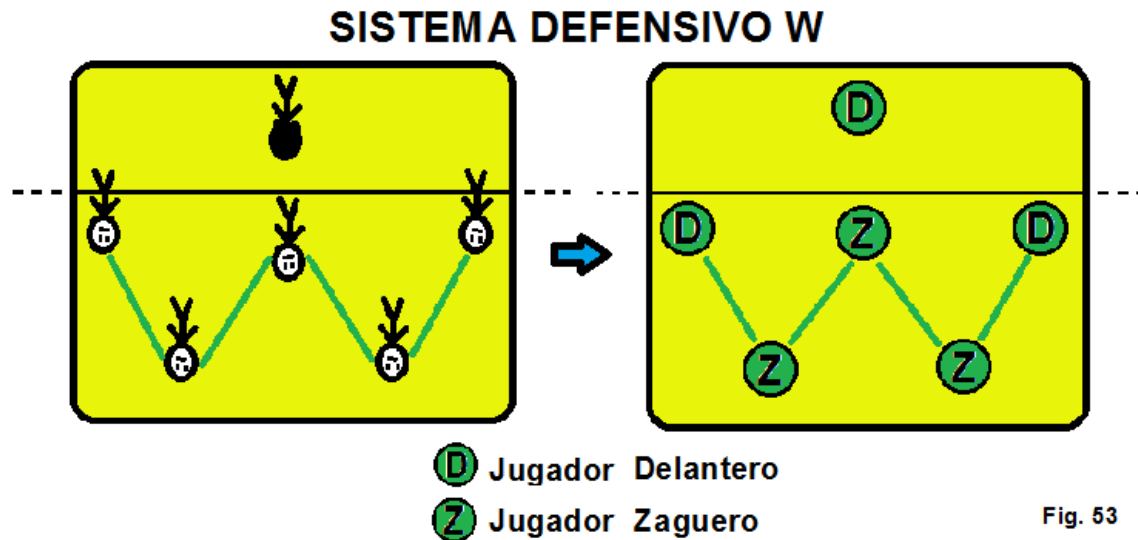 SISTEMA DEFENSIVO W
D
D Z D
Z Z
D Jugador Delantero
Z Jugador Zaguero
Fig. 53